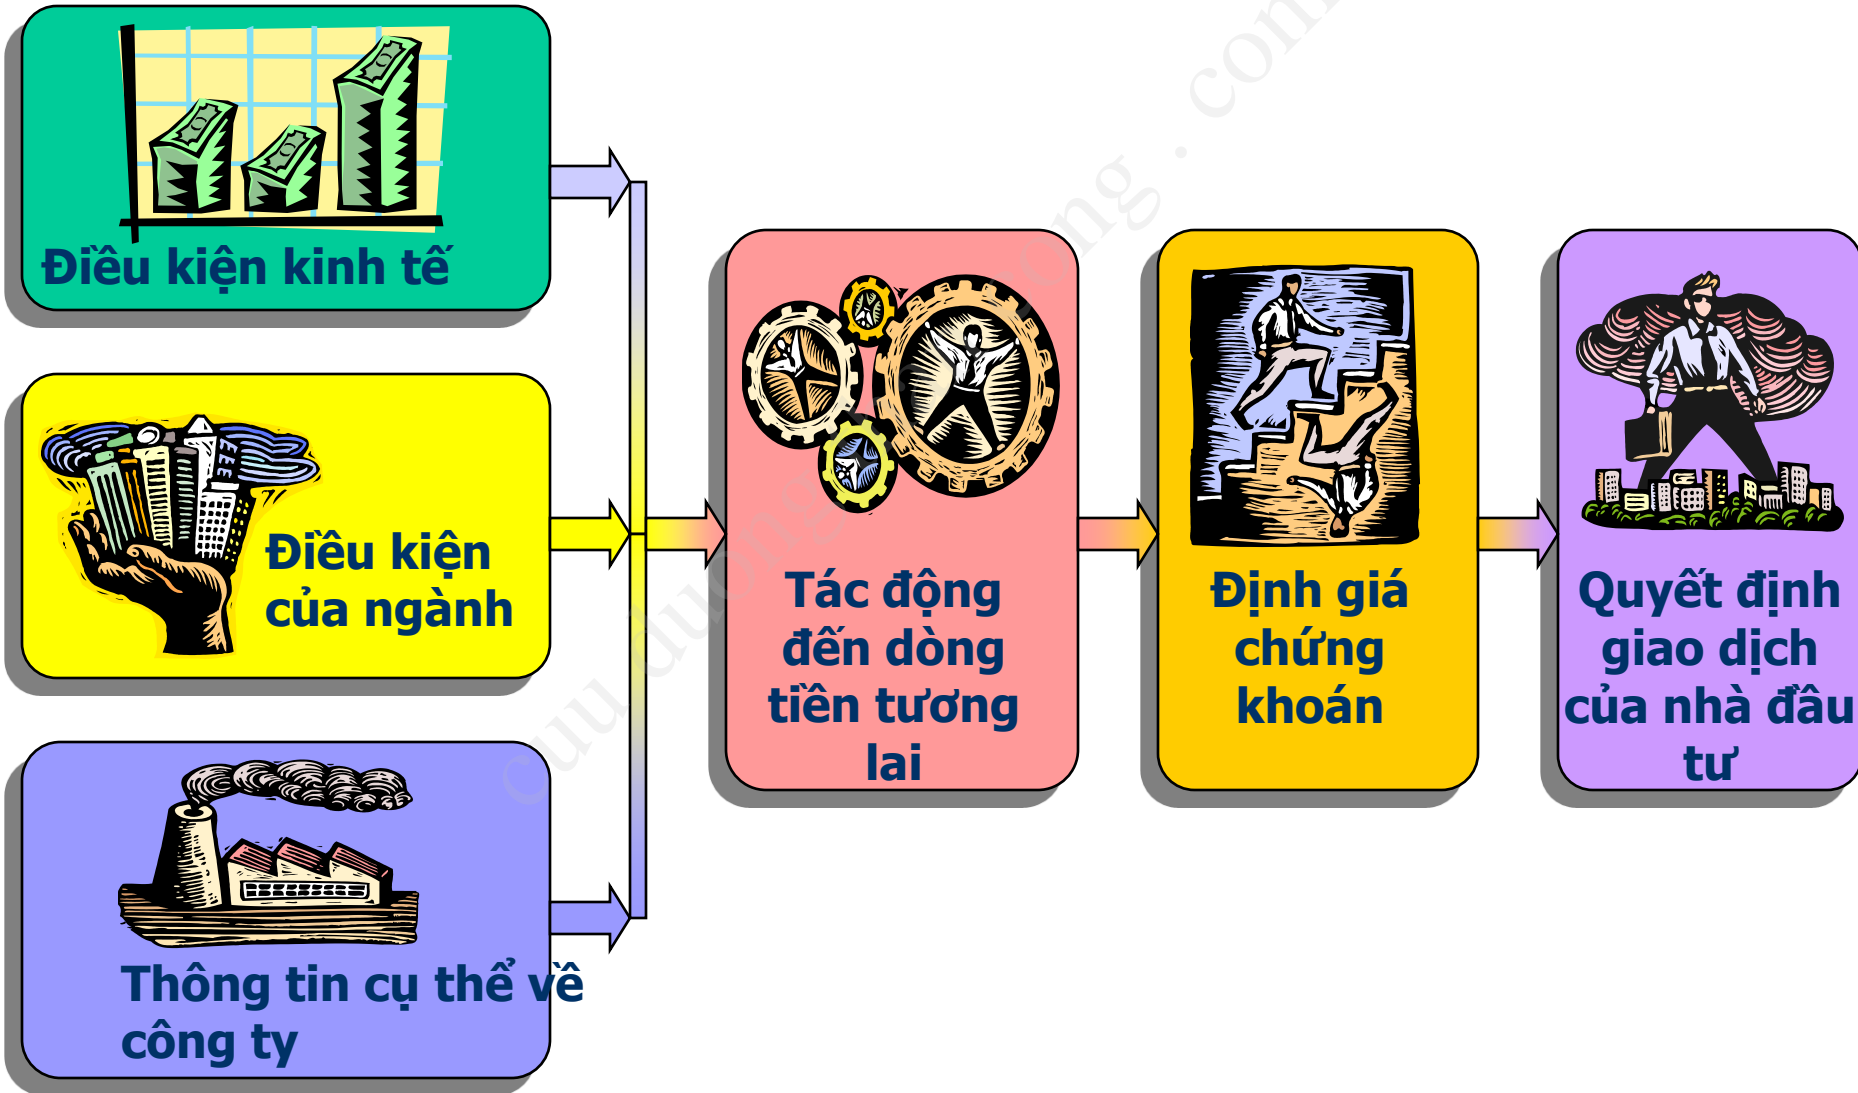 Điều kiện kinh tế
Điều kiện
của ngành
Thông tin cụ thể về
công ty
Tác động
đến dòng
tiền tương
lai
Định giá
chứng
khoán
Quyết định
giao dịch
của nhà đầu
tư